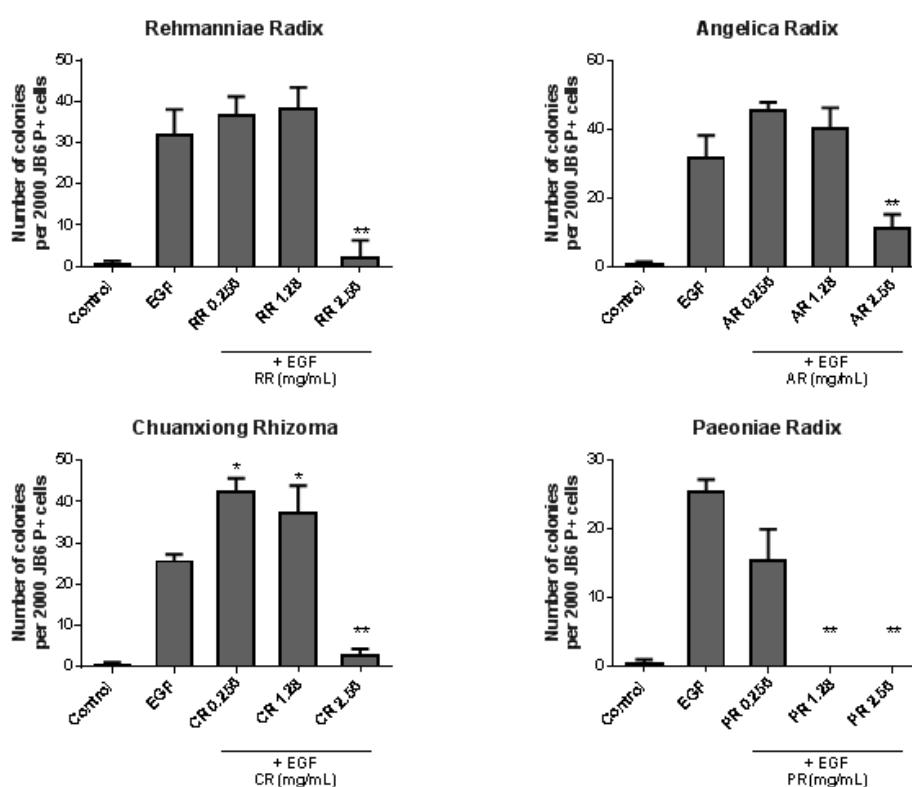 Rehmanniae Radix
Number of colonies
per 2000 JB6 P+ cells
50
40
30
20
10
0
**
Control
EGF
RR 0.256
RR 1.28
RR 2.56
+ EGF
RR (mg/mL)
Angelica Radix
Number of colonies
per 2000 JB6 P+ cells
60
40
20
0
**
Control
EGF
AR 0.256
AR 1.28
AR 2.56
+ EGF
AR (mg/mL)
Chuanxiong Rhizoma
Number of colonies
per 2000 JB6 P+ cells
50
40
30
20
10
0
*
*
**
Control
EGF
CR 0.256
CR 1.28
CR 2.56
+ EGF
CR (mg/mL)
Paeoniae Radix
Number of colonies
per 2000 JB6 P+ cells
30
20
10
0
**
**
Control
EGF
PR 0.256
PR 1.28
PR 2.56
+ EGF
PR (mg/mL)